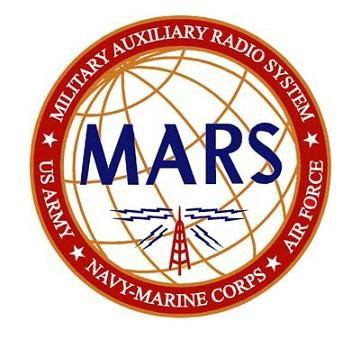 MILITARY AUXILIARY RADIO SYSTEM
MARS
US ARMY
NAVY-MARINE CORPS
AIR FORCE